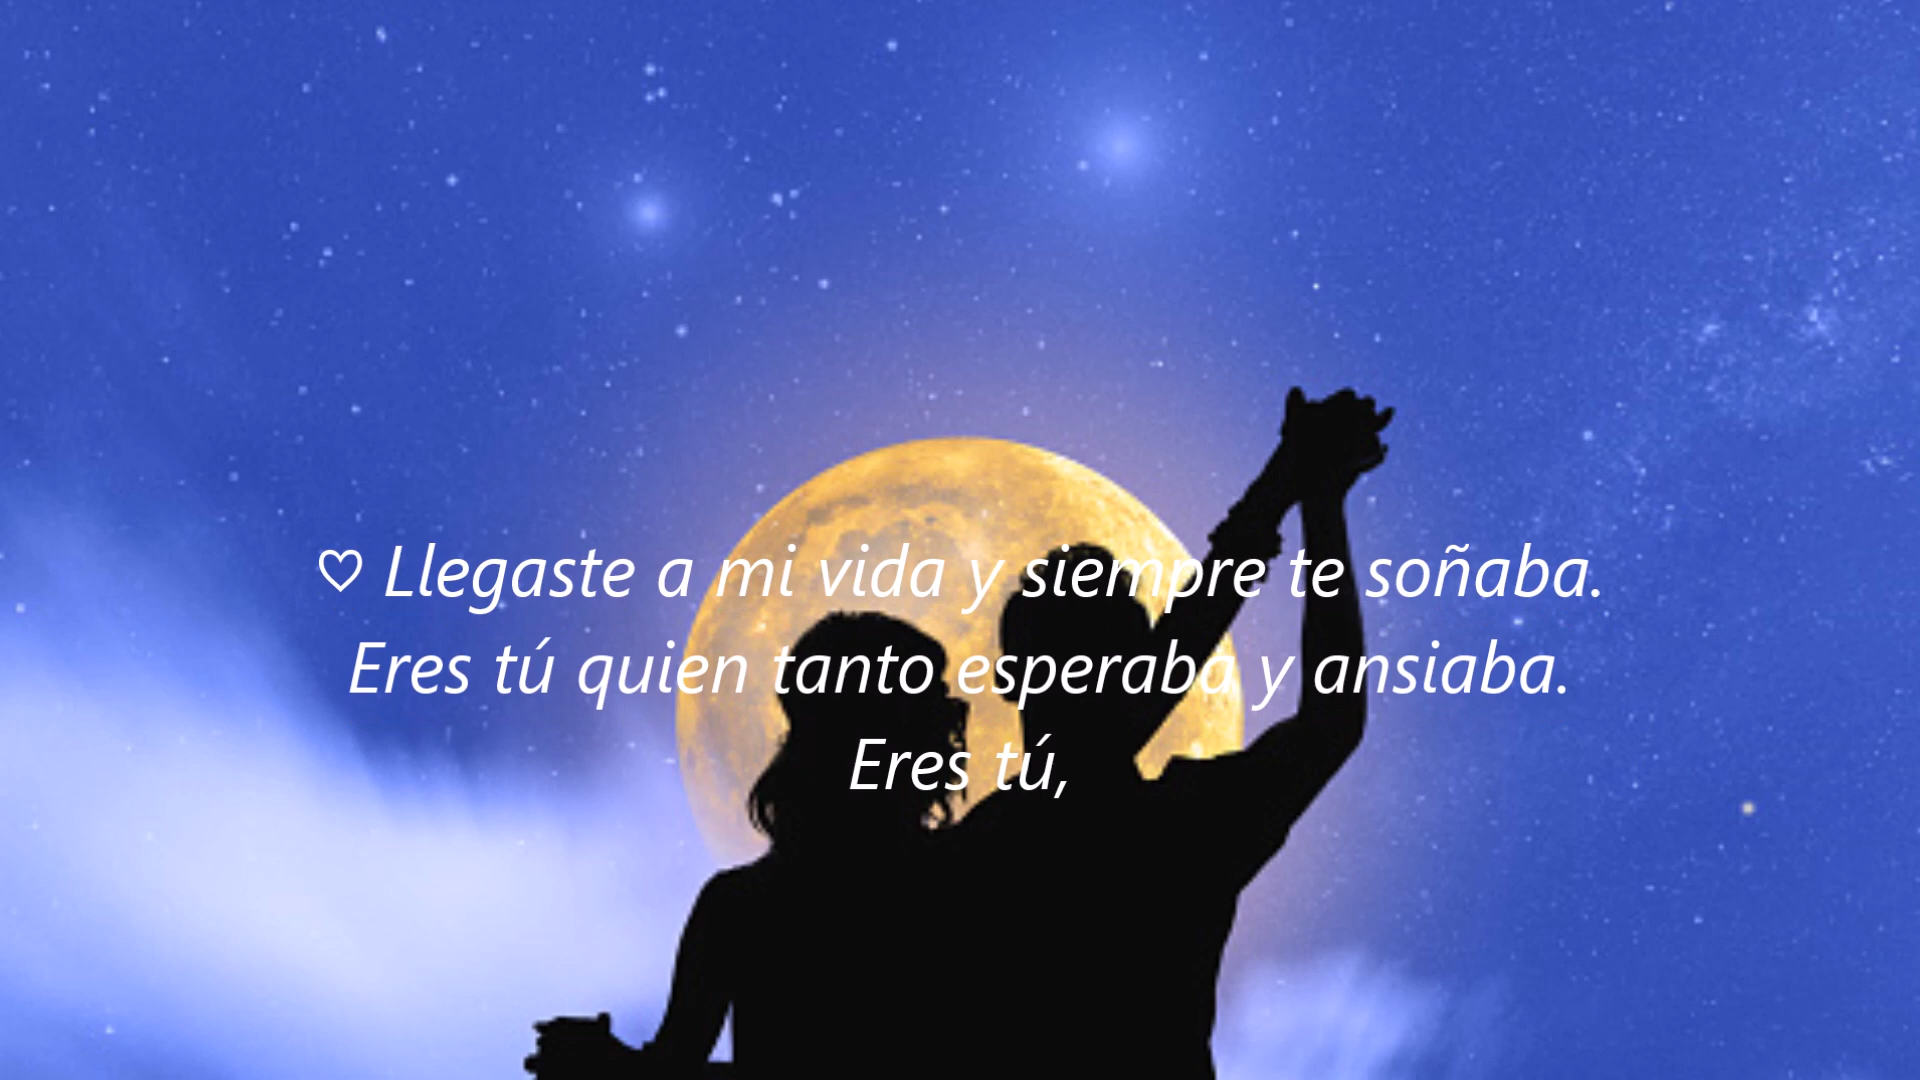 ♡ Llegaste a mi vida y siempre te soñaba.
Eres tú quien tanto esperaba y ansiaba.
Eres tú,